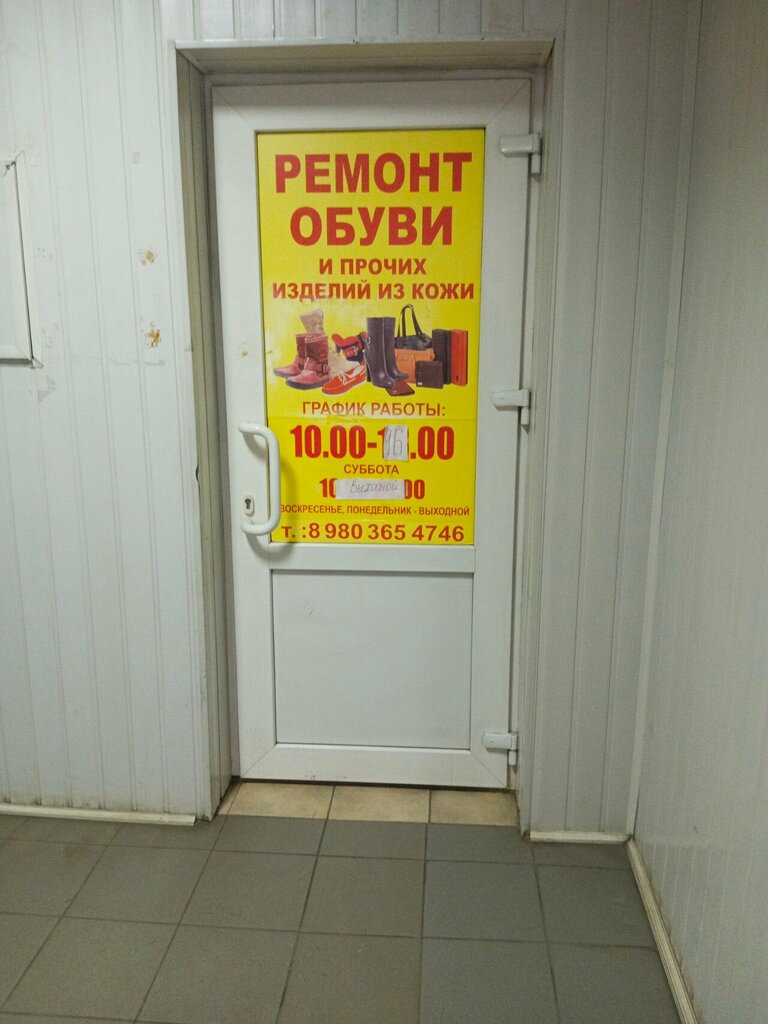 РЕМОНТ
ОБУВИ
И ПРОЧИХ
ИЗДЕЛИЙ ИЗ КОЖИ
ГРАФИК РАБОТЫ:
10.00-16.00
СУББОТА
10 Выходной 00
ВОСКРЕСЕНЬЕ, ПОНЕДЕЛЬНИК - ВЫХОДНОЙ
т. :8 980 365 4746